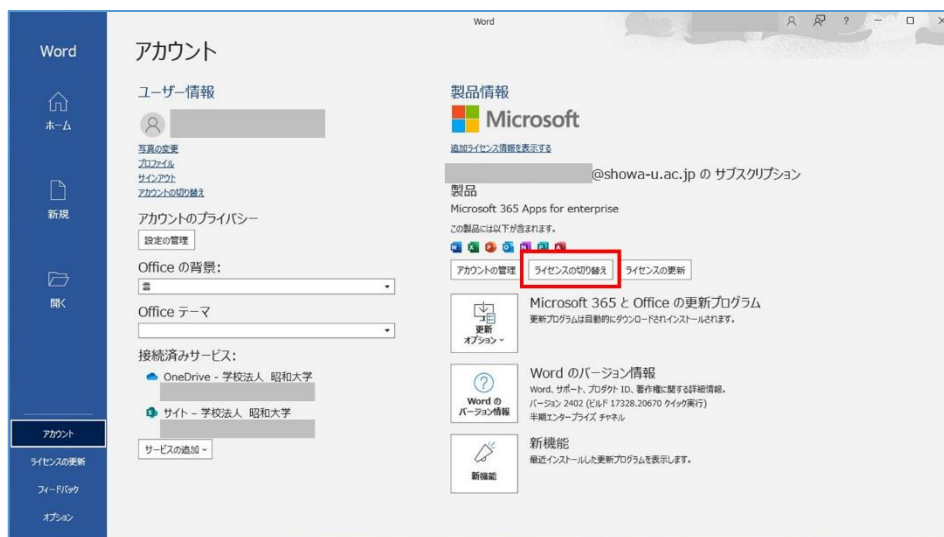 Word
Word
アカウント
ホーム
新規
開く
アカウント
ライセンスの更新
フィードバック
オプション
ユーザー情報
写真の変更
プロファイル
サインアウト
アカウントの切り替え
アカウントのプライバシー
設定の管理
Office の背景:
雲
Office テーマ
接続済みサービス:
OneDrive - 学校法人 昭和大学
サイト - 学校法人 昭和大学
サービスの追加
製品情報
Microsoft
追加ライセンス情報を表示する
@showa-u.ac.jp の サブスクリプション
製品
Microsoft 365 Apps for enterprise
この製品には以下が含まれます。
アカウントの管理
ライセンスの切り替え
ライセンスの更新
更新
オプション
Microsoft 365 と Office の更新プログラム
更新プログラムは自動的にダウンロードされインストールされます。
Word の
バージョン情報
Word のバージョン情報
Word、サポート、プロダクト ID、著作権に関する詳細情報。
バージョン 2402 (ビルド 17328.20670 クイック実行)
半期エンタープライズ チャネル
新機能
新機能
最近インストールした更新プログラムを表示します。